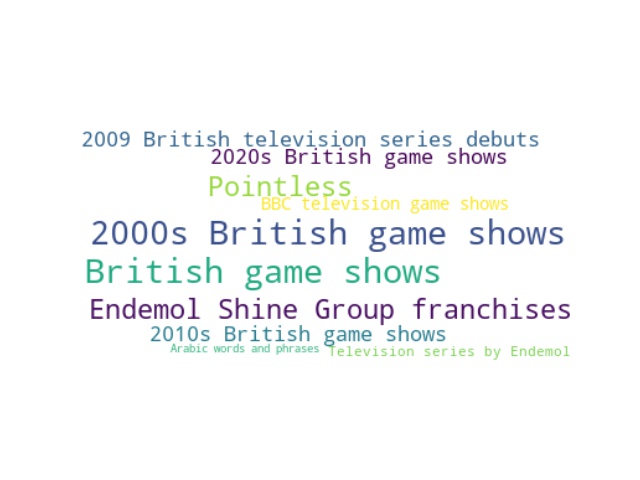 2009 British television series debuts
2020s British game shows
Pointless
BBC television game shows
2000s British game shows
British game shows
Endemol Shine Group franchises
2010s British game shows
Arabic words and phrases
Television series by Endemol